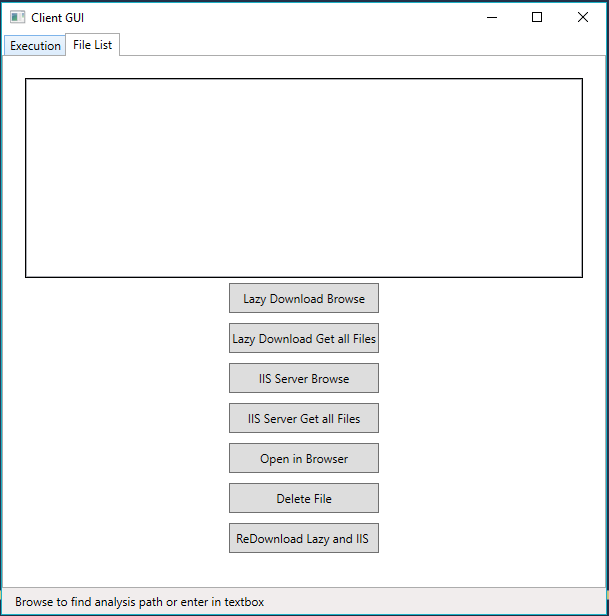 Client GUI
Execution
File List
Lazy Download Browse
Lazy Download Get all Files
IIS Server Browse
IIS Server Get all Files
Open in Browser
Delete File
ReDownload Lazy and IIS
Browse to find analysis path or enter in textbox